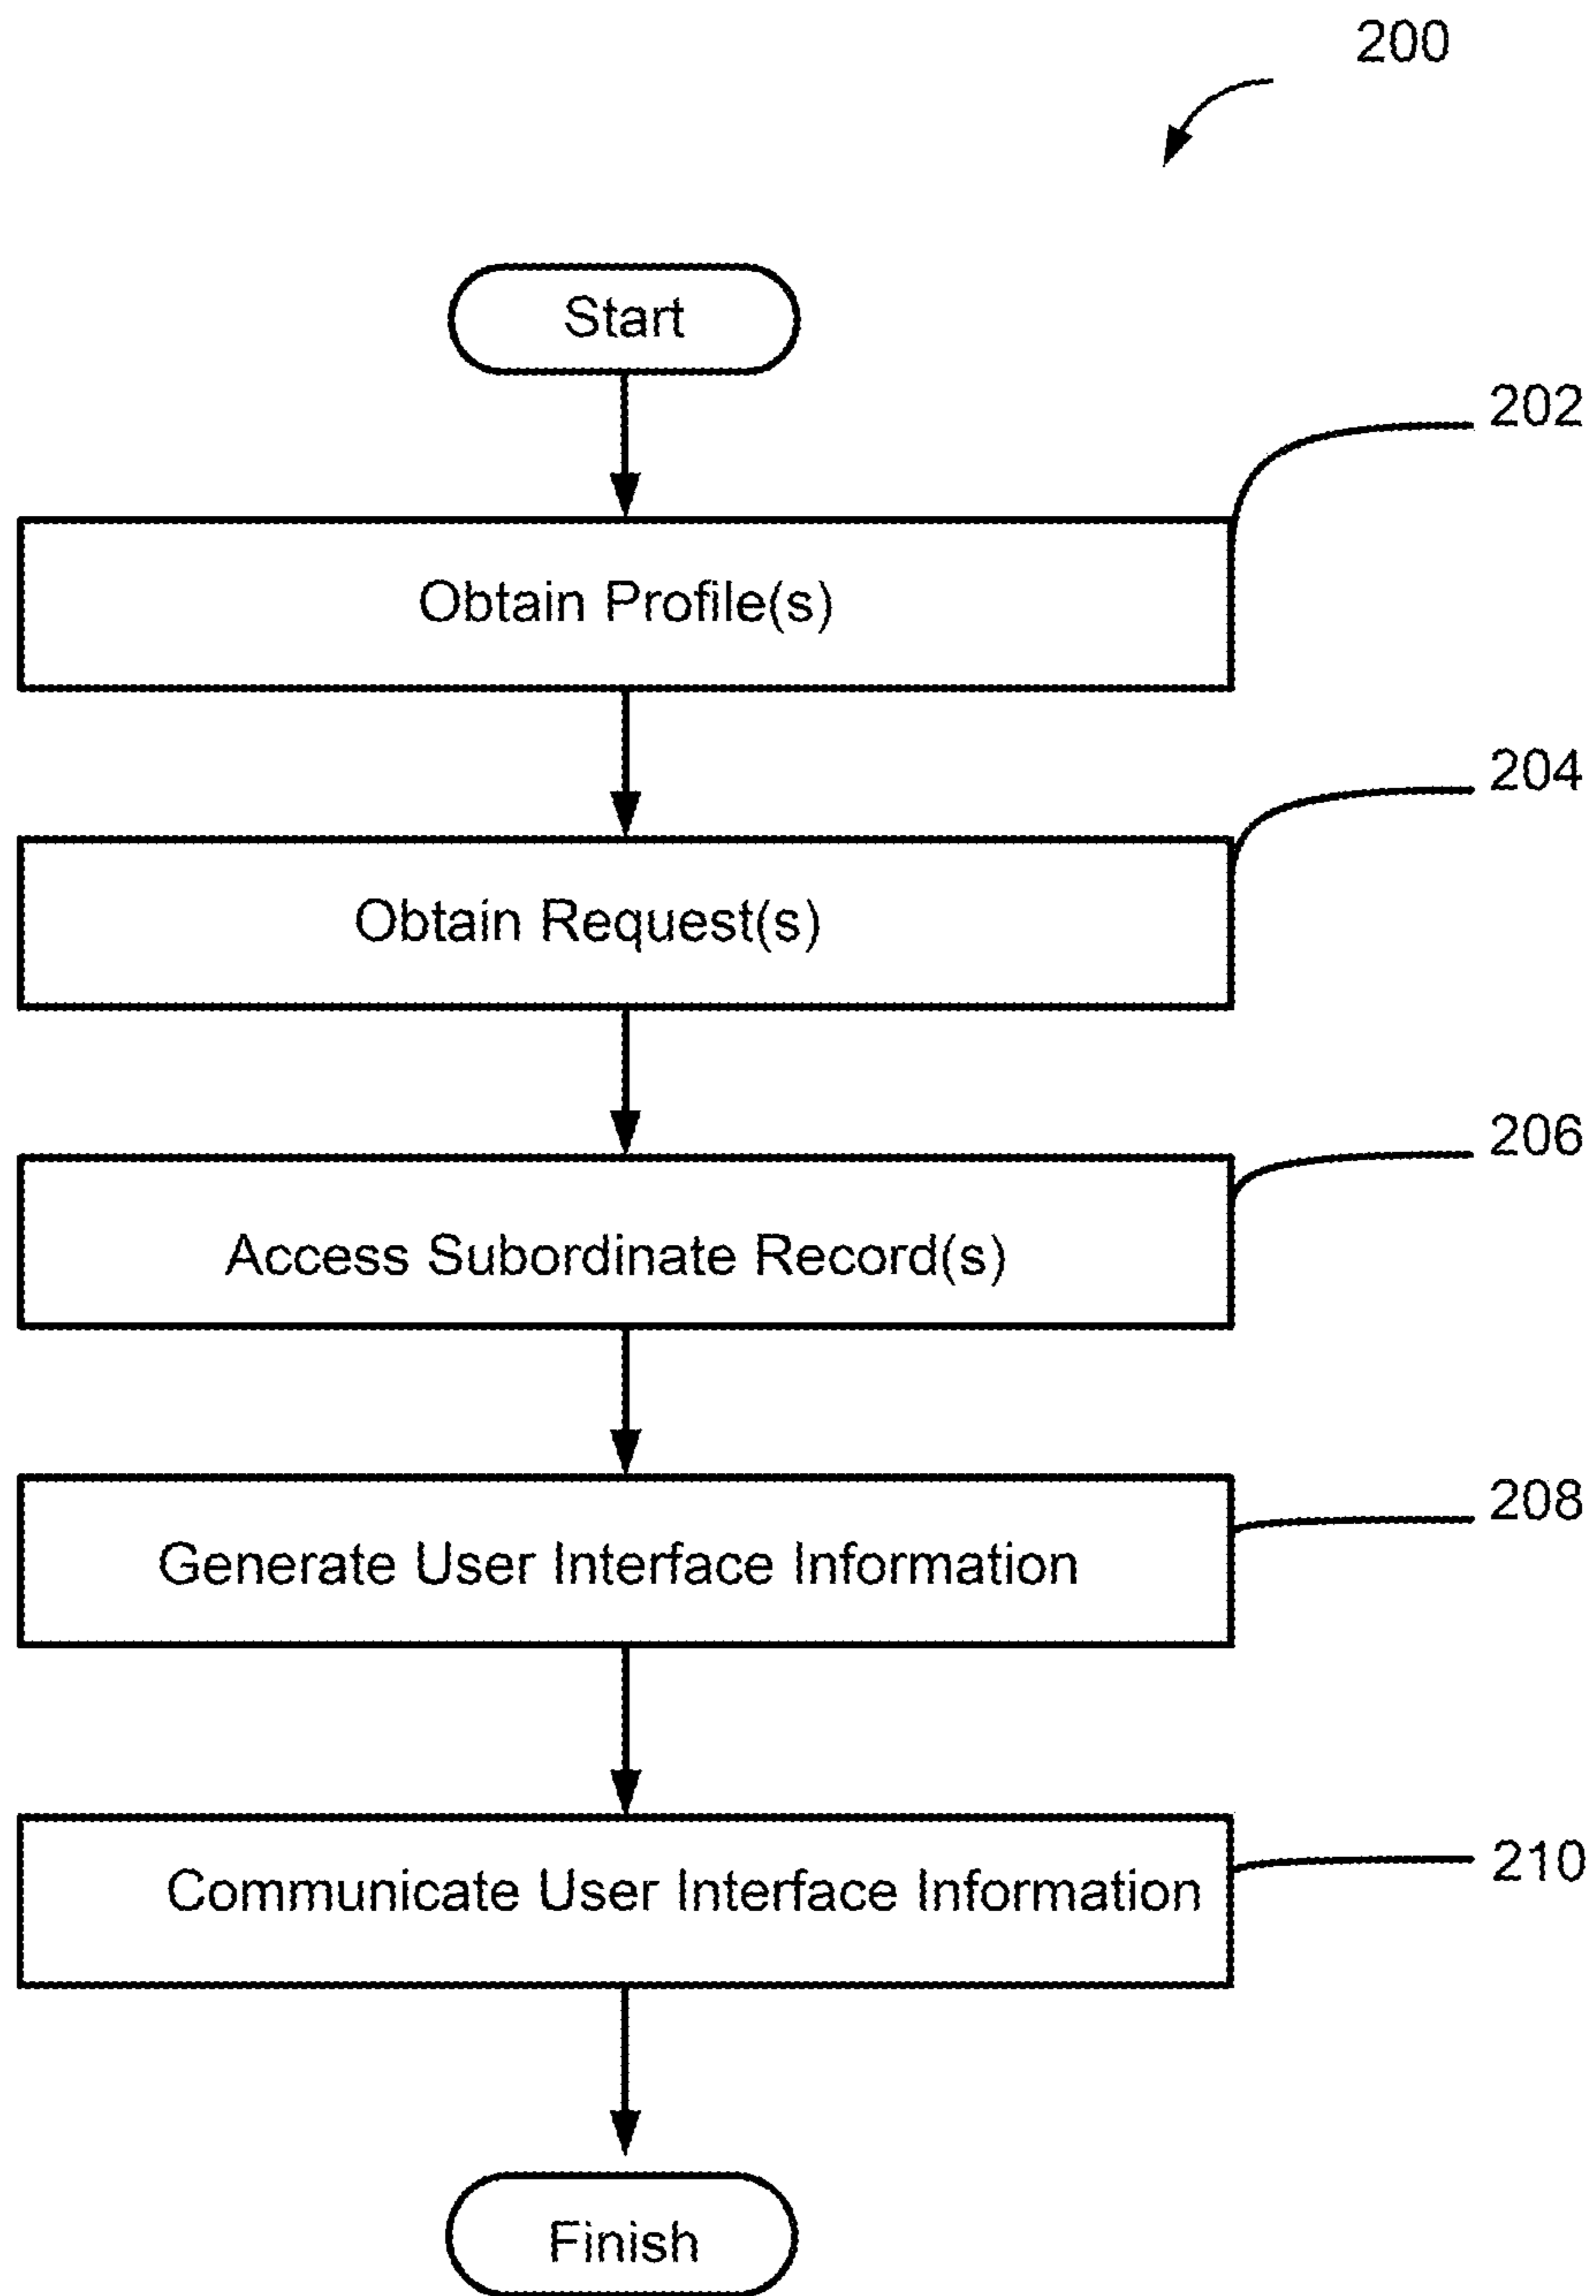 200
Start
202
Obtain Profile(s)
204
Obtain Request(s)
206
Access Subordinate Record(s)
208
Generate User Interface Information
210
Communicate User Interface Information
Finish